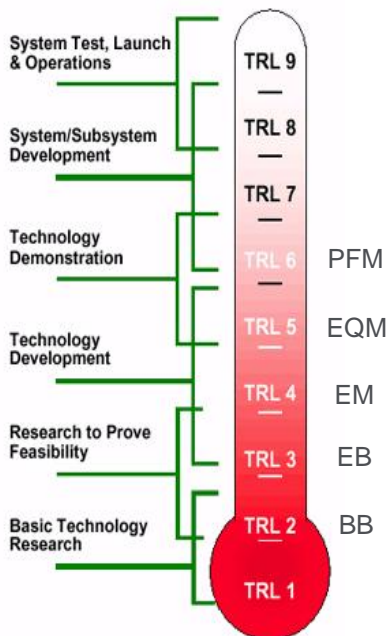 System Test, Launch
& Operations
System/Subsystem
Development
Technology
Demonstration
Technology
Development
Research to Prove
Feasibility
Basic Technology
Research
TRL 9
TRL 8
TRL 7
TRL 6
TRL 5
TRL 4
TRL 3
TRL 2
TRL 1
PFM
EQM
EM
EB
BB